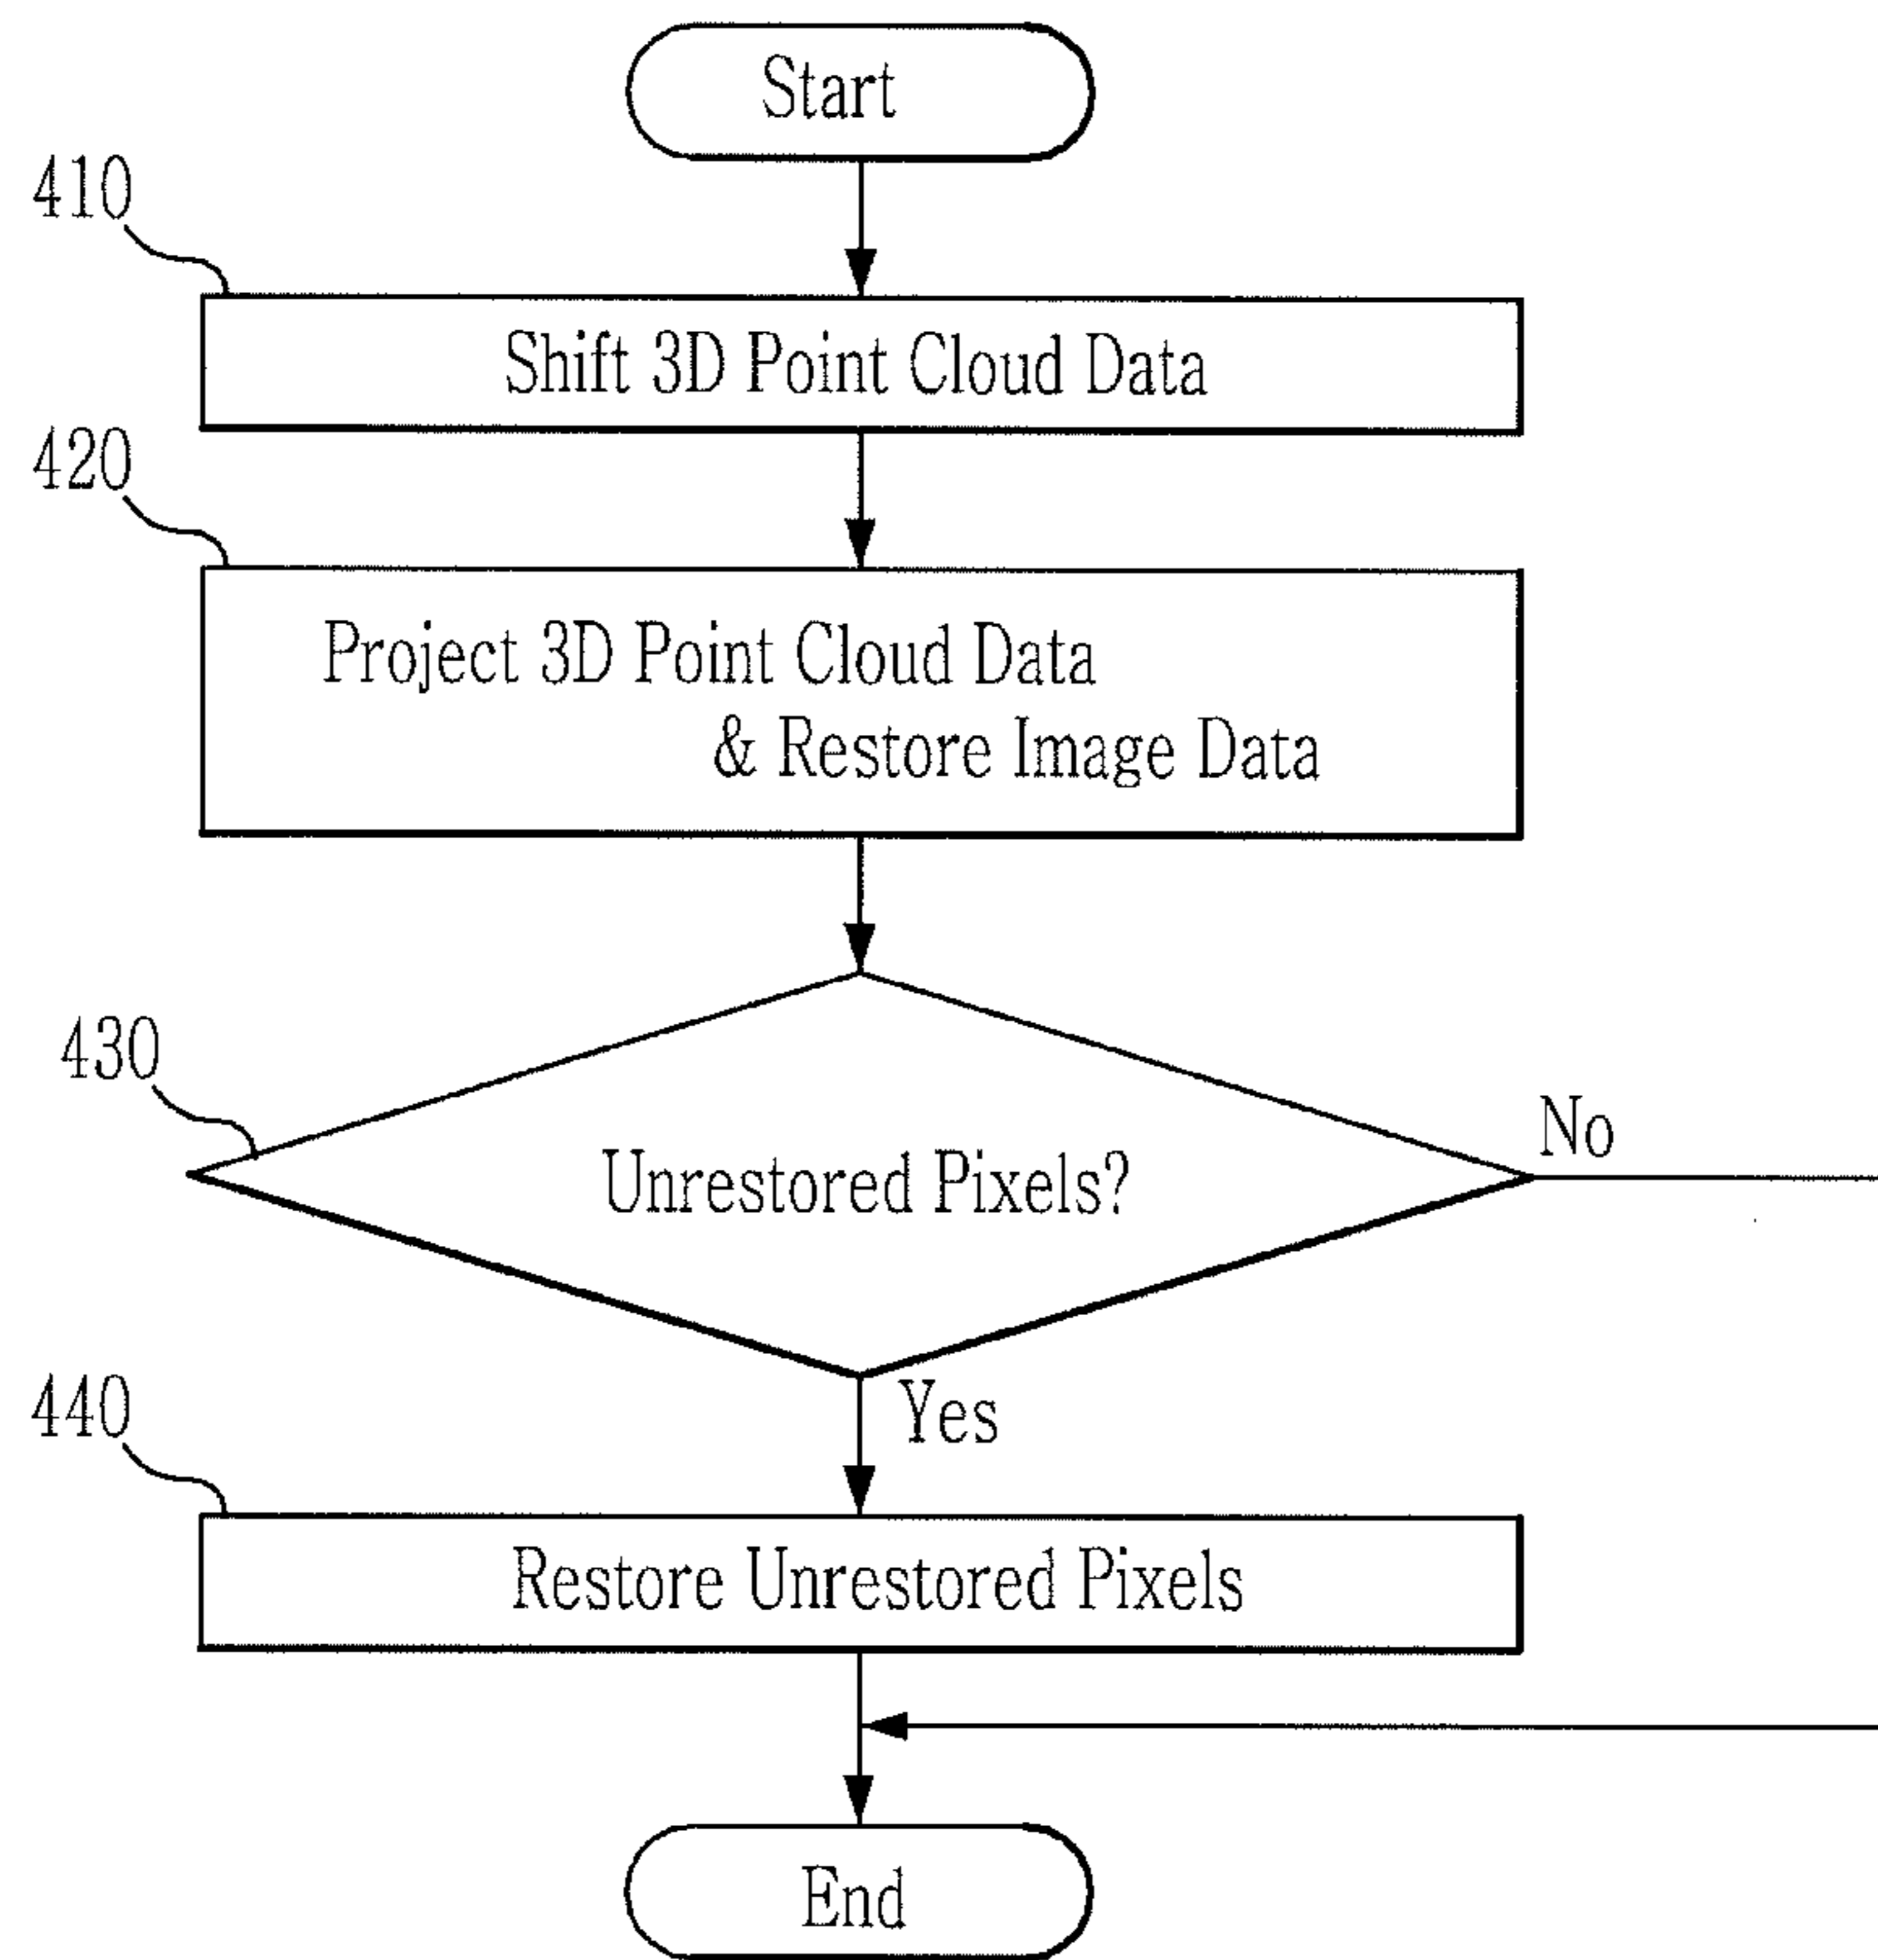 Start
410
Shift 3D Point Cloud Data
420
Project 3D Point Cloud Data
& Restore Image Data
430
Unrestored Pixels?
No
Yes
440
Restore Unrestored Pixels
End